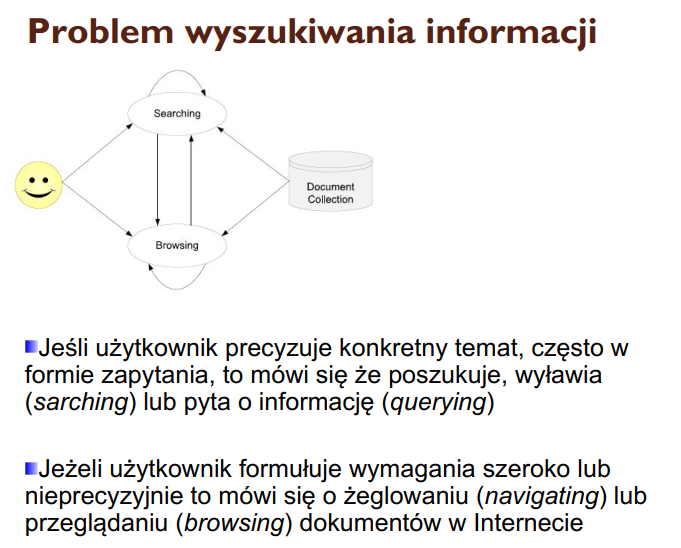 Problem wyszukiwania informacji
Searching
Document
Collection
Browsing
Jeśli użytkownik precyzuje konkretny temat, często w
formie zapytania, to mówi się że poszukuje, wyławia
(sarching) lub pyta o informację (querying)
Jeżeli użytkownik formułuje wymagania szeroko lub
nieprecyzyjnie to mówi się o żeglowaniu (navigating) lub
przeglądaniu (browsing) dokumentów w Internecie